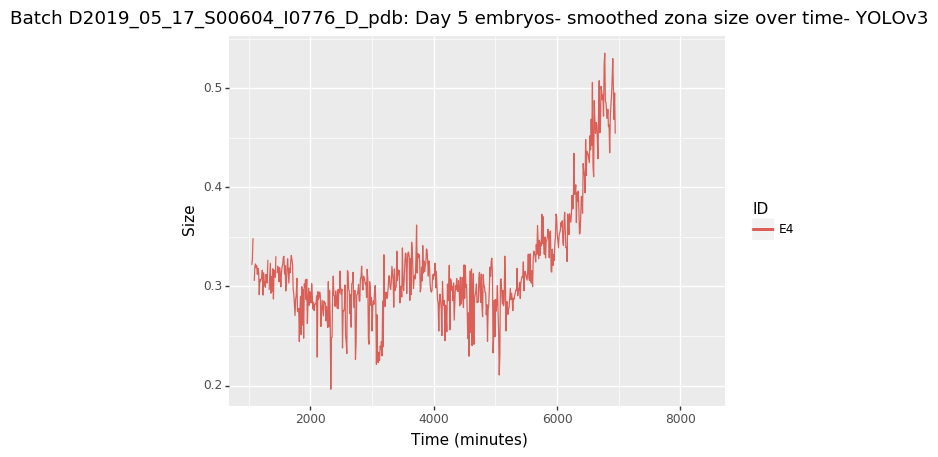 Batch D2019_05_17_S00604_I0776_D_pdb: Day 5 embryos- smoothed zona size over time- YOLOv3
0.5
0.4
0.3
0.2
Size
2000 4000 6000 8000
Time (minutes)
ID
E4